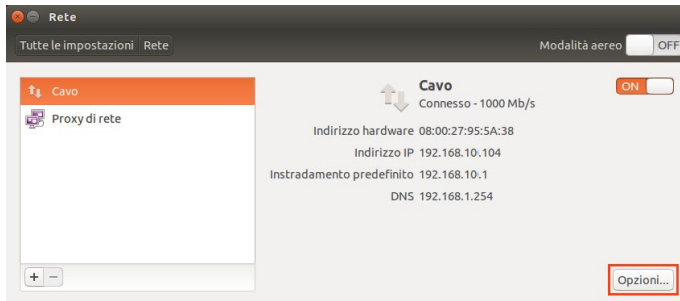 Rete
Tutte le impostazioni Rete
Modalità aereo OFF
Cavo
Proxy di rete
Cavo
Connesso - 1000 Mb/s
ON
Indirizzo hardware 08:00:27:95:5A:38
Indirizzo IP 192.168.10.104
Instradamento predefinito 192.168.10.1
DNS 192.168.1.254
+ −
Opzioni...